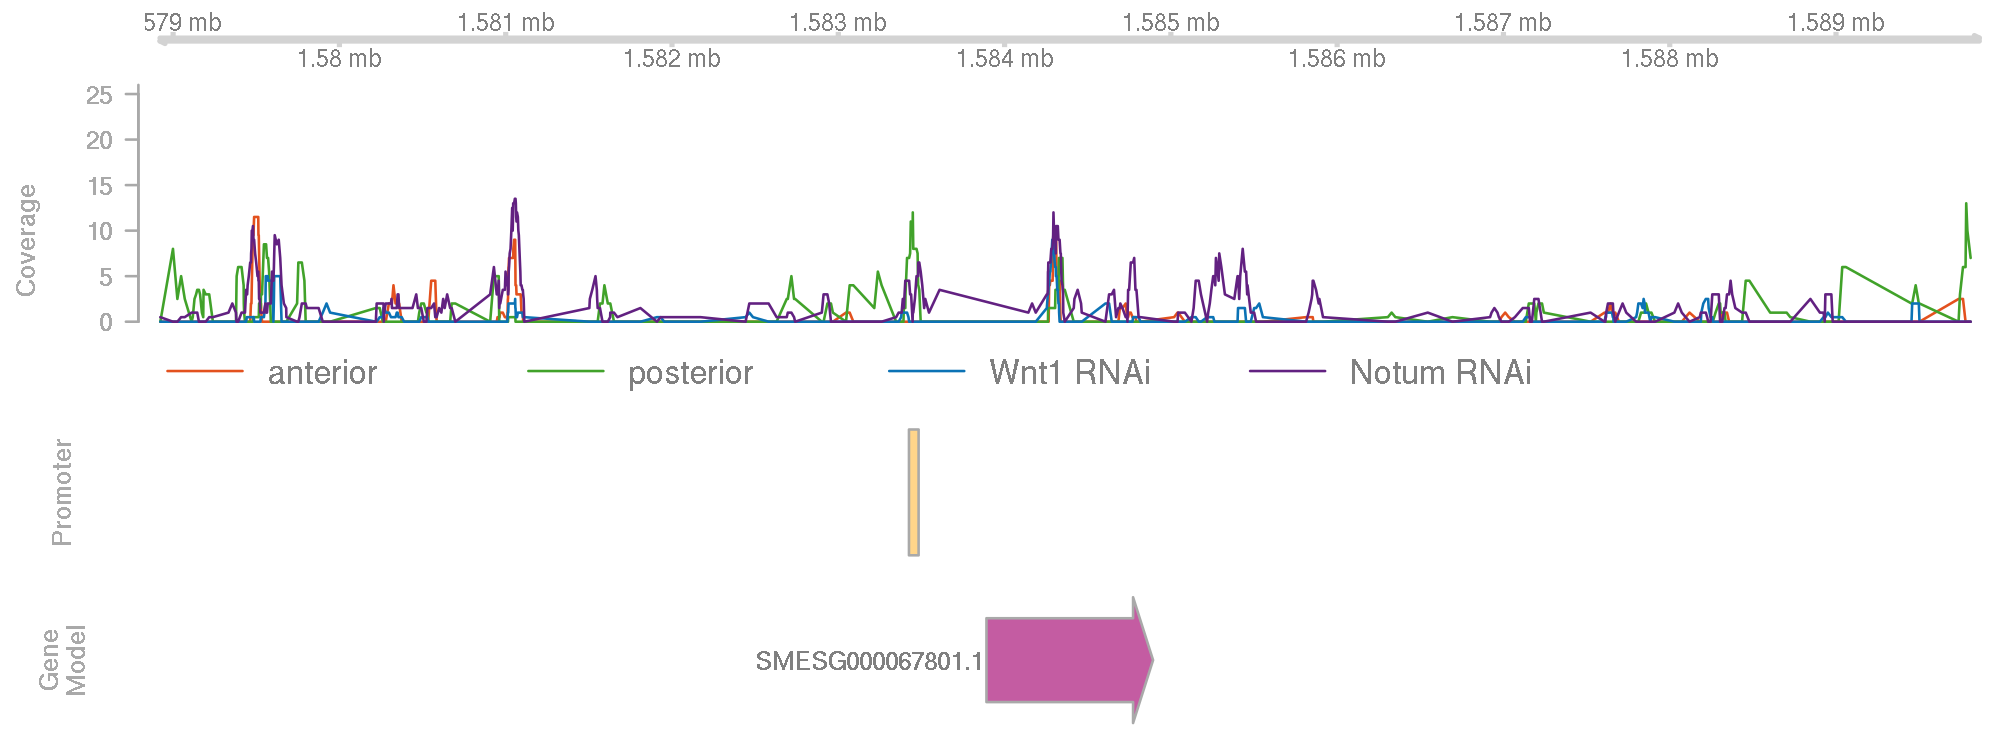 579 mb 1.581 mb 1.583 mb 1.585 mb 1.587 mb 1.589 mb
1.58 mb 1.582 mb 1.584 mb 1.586 mb 1.588 mb
Coverage
25
20
15
10
5
0
anterior posterior Wnt1 RNAi Notum RNAi
Promoter
Gene
Model
SMESG000067801.1